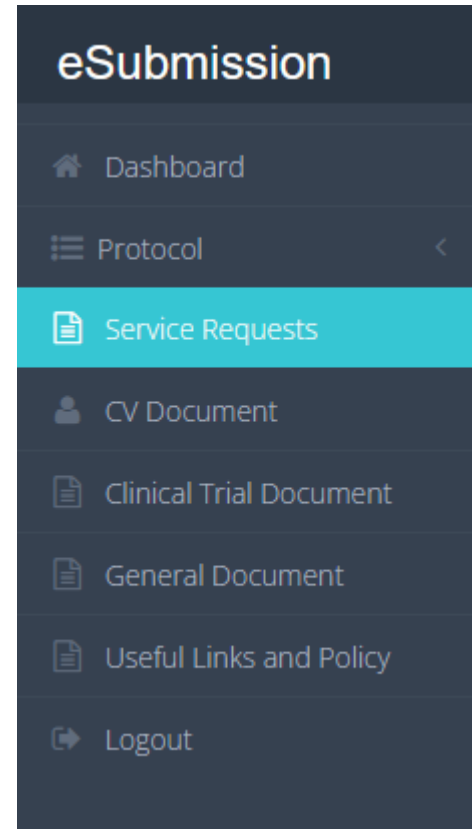 eSubmission
Dashboard
Protocol
Service Requests
CV Document
Clinical Trial Document
General Document
Useful Links and Policy
Logout